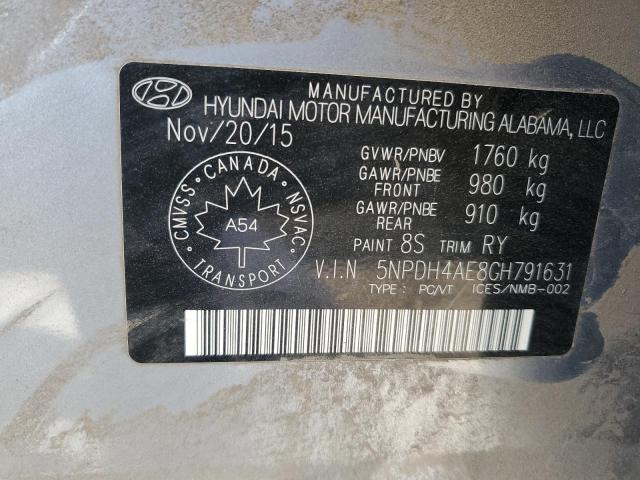 MANUFACTURED BY
HYUNDAI MOTOR MANUFACTURING ALABAMA, LLC
Nov/20/15
GVWR/PNBV 1760 kg
GAWR/PNBE FRONT 980 kg
GAWR/PNBE REAR 910 kg
CMVSS · CANADA · NSVAC
A54
TRANSPORT
PAINT 8S TRIM RY
V.I.N 5NPDH4AE8GH791631
TYPE : PC/VT ICES/NMB-002